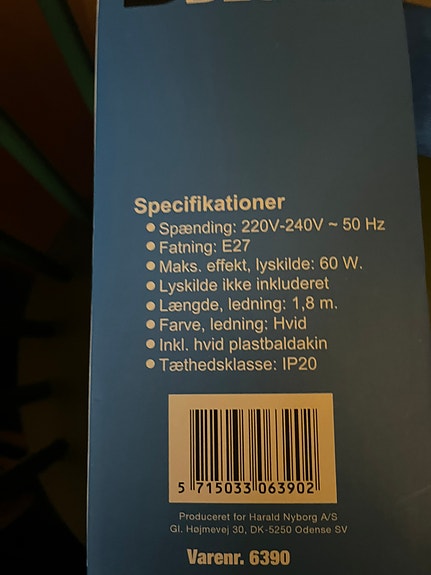 Specifikationer
● Spænding: 220V-240V ~ 50 Hz
● Fatning: E27
● Maks. effekt, lyskilde: 60 W.
● Lyskilde ikke inkluderet
● Længde, ledning: 1,8 m.
● Farve, ledning: Hvid
● Inkl. hvid plastbaldakin
● Tæthedsklasse: IP20
5 715033 063902
Produceret for Harald Nyborg A/S
Gl. Højmevej 30, DK-5250 Odense SV
Varenr. 6390